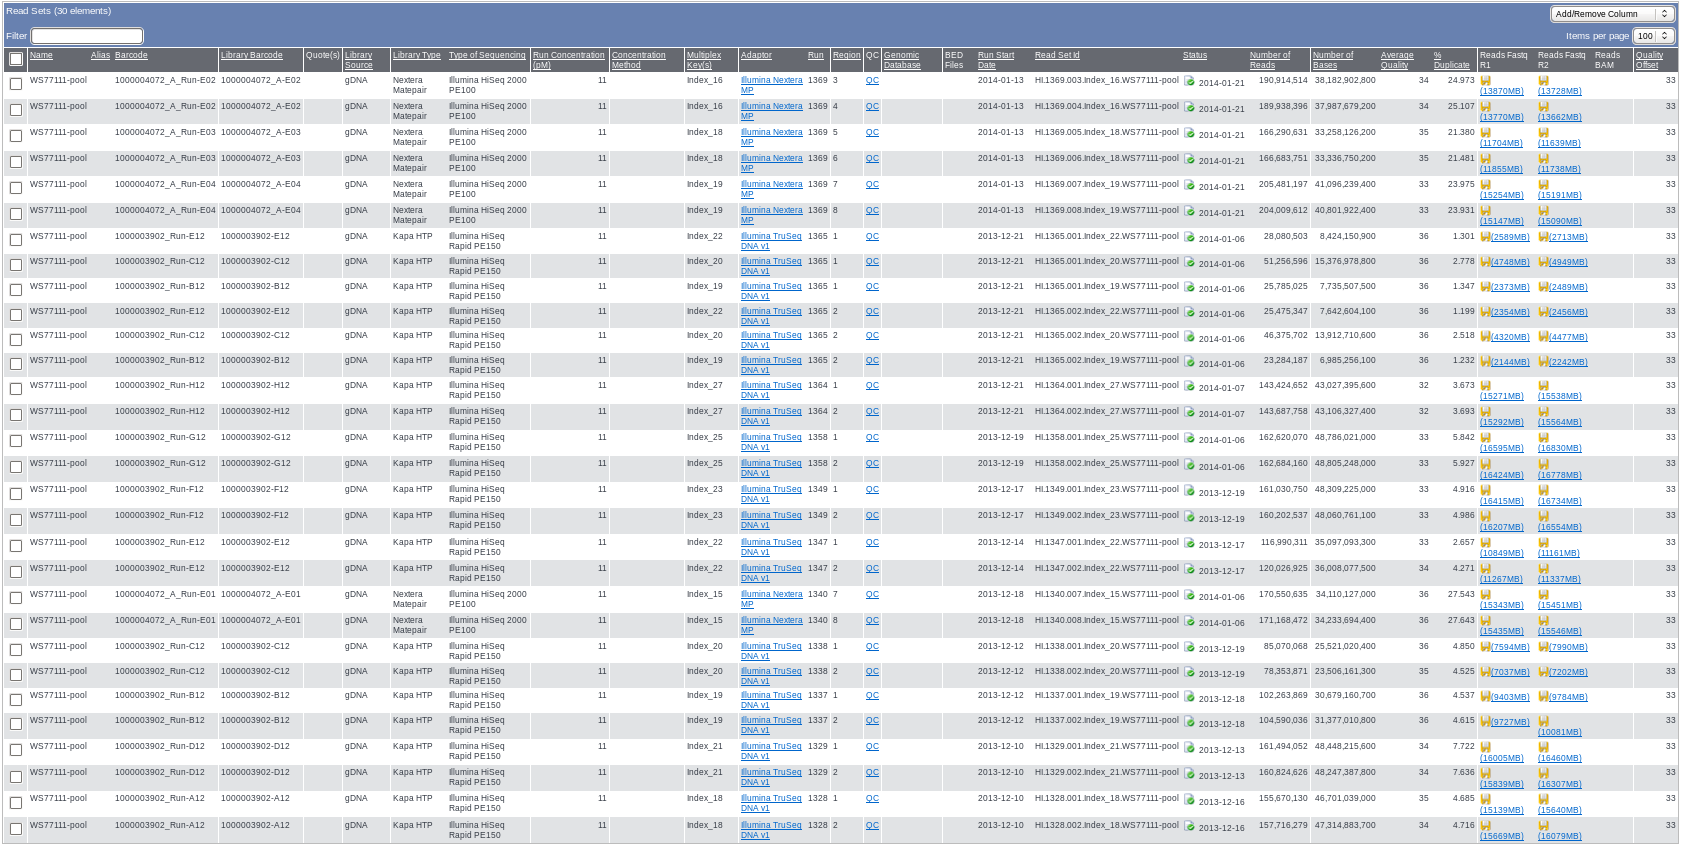 Read Sets (30 elements)
Add/Remove Column
Filter
Items per page 100
Name Alias Barcode Library Barcode Quote(s) Library Library Type Type of Sequencing Run Concentration Concentration Multiplex Adaptor Run Region QC Genomic BED Run Start Read Set Id Status Number of Number of Average % Reads Fastq Reads Fastq Reads Quality
Source (pM) Method Key(s) Database Files Date Reads Bases Quality Duplicate R1 R2 BAM Offset
WS77111-pool 1000004072_A_Run-E02 1000004072_A-E02 gDNA Nextera Illumina HiSeq 2000 11 Index_16 Illumina Nextera 1369 3 QC 2014-01-13 HI.1369.003.Index_16.WS77111-pool 2014-01-21 190,914,514 38,182,902,800 34 24.973 33
Matepair PE100 MP (13870MB) (13728MB)
WS77111-pool 1000004072_A_Run-E02 1000004072_A-E02 gDNA Nextera Illumina HiSeq 2000 11 Index_16 Illumina Nextera 1369 4 QC 2014-01-13 HI.1369.004.Index_16.WS77111-pool 2014-01-21 189,938,396 37,987,679,200 34 25.107 33
Matepair PE100 MP (13770MB) (13662MB)
WS77111-pool 1000004072_A_Run-E03 1000004072_A-E03 gDNA Nextera Illumina HiSeq 2000 11 Index_18 Illumina Nextera 1369 5 QC 2014-01-13 HI.1369.005.Index_18.WS77111-pool 2014-01-21 166,290,631 33,258,126,200 35 21.380 33
Matepair PE100 MP (11704MB) (11639MB)
WS77111-pool 1000004072_A_Run-E03 1000004072_A-E03 gDNA Nextera Illumina HiSeq 2000 11 Index_18 Illumina Nextera 1369 6 QC 2014-01-13 HI.1369.006.Index_18.WS77111-pool 2014-01-21 166,683,751 33,336,750,200 35 21.481 33
Matepair PE100 MP (11855MB) (11738MB)
WS77111-pool 1000004072_A_Run-E04 1000004072_A-E04 gDNA Nextera Illumina HiSeq 2000 11 Index_19 Illumina Nextera 1369 7 QC 2014-01-13 HI.1369.007.Index_19.WS77111-pool 2014-01-21 205,481,197 41,096,239,400 33 23.975 33
Matepair PE100 MP (15254MB) (15191MB)
WS77111-pool 1000004072_A_Run-E04 1000004072_A-E04 gDNA Nextera Illumina HiSeq 2000 11 Index_19 Illumina Nextera 1369 8 QC 2014-01-13 HI.1369.008.Index_19.WS77111-pool 2014-01-21 204,009,612 40,801,922,400 33 23.931 33
Matepair PE100 MP (15147MB) (15090MB)
WS77111-pool 1000003902_Run-E12 1000003902-E12 gDNA Kapa HTP Illumina HiSeq 11 Index_22 Illumina TruSeq 1365 1 QC 2013-12-21 HI.1365.001.Index_22.WS77111-pool 2014-01-06 28,080,503 8,424,150,900 36 1.301 (2589MB) (2713MB) 33
Rapid PE150 DNA v1
WS77111-pool 1000003902_Run-C12 1000003902-C12 gDNA Kapa HTP Illumina HiSeq 11 Index_20 Illumina TruSeq 1365 1 QC 2013-12-21 HI.1365.001.Index_20.WS77111-pool 2014-01-06 51,256,596 15,376,978,800 36 2.778 (4748MB) (4949MB) 33
Rapid PE150 DNA v1
WS77111-pool 1000003902_Run-B12 1000003902-B12 gDNA Kapa HTP Illumina HiSeq 11 Index_19 Illumina TruSeq 1365 1 QC 2013-12-21 HI.1365.001.Index_19.WS77111-pool 2014-01-06 25,785,025 7,735,507,500 36 1.347 (2373MB) (2489MB) 33
Rapid PE150 DNA v1
WS77111-pool 1000003902_Run-E12 1000003902-E12 gDNA Kapa HTP Illumina HiSeq 11 Index_22 Illumina TruSeq 1365 2 QC 2013-12-21 HI.1365.002.Index_22.WS77111-pool 2014-01-06 25,475,347 7,642,604,100 36 1.199 (2354MB) (2456MB) 33
Rapid PE150 DNA v1
WS77111-pool 1000003902_Run-C12 1000003902-C12 gDNA Kapa HTP Illumina HiSeq 11 Index_20 Illumina TruSeq 1365 2 QC 2013-12-21 HI.1365.002.Index_20.WS77111-pool 2014-01-06 46,375,702 13,912,710,600 36 2.518 (4320MB) (4477MB) 33
Rapid PE150 DNA v1
WS77111-pool 1000003902_Run-B12 1000003902-B12 gDNA Kapa HTP Illumina HiSeq 11 Index_19 Illumina TruSeq 1365 2 QC 2013-12-21 HI.1365.002.Index_19.WS77111-pool 2014-01-06 23,284,187 6,985,256,100 36 1.232 (2144MB) (2242MB) 33
Rapid PE150 DNA v1
WS77111-pool 1000003902_Run-H12 1000003902-H12 gDNA Kapa HTP Illumina HiSeq 11 Index_27 Illumina TruSeq 1364 1 QC 2013-12-21 HI.1364.001.Index_27.WS77111-pool 2014-01-07 143,424,652 43,027,395,600 32 3.673 33
Rapid PE150 DNA v1 (15271MB) (15538MB)
WS77111-pool 1000003902_Run-H12 1000003902-H12 gDNA Kapa HTP Illumina HiSeq 11 Index_27 Illumina TruSeq 1364 2 QC 2013-12-21 HI.1364.002.Index_27.WS77111-pool 2014-01-07 143,687,758 43,106,327,400 32 3.693 33
Rapid PE150 DNA v1 (15292MB) (15564MB)
WS77111-pool 1000003902_Run-G12 1000003902-G12 gDNA Kapa HTP Illumina HiSeq 11 Index_25 Illumina TruSeq 1358 1 QC 2013-12-19 HI.1358.001.Index_25.WS77111-pool 2014-01-06 162,620,070 48,786,021,000 33 5.842 33
Rapid PE150 DNA v1 (16595MB) (16830MB)
WS77111-pool 1000003902_Run-G12 1000003902-G12 gDNA Kapa HTP Illumina HiSeq 11 Index_25 Illumina TruSeq 1358 2 QC 2013-12-19 HI.1358.002.Index_25.WS77111-pool 2014-01-06 162,684,160 48,805,248,000 33 5.927 33
Rapid PE150 DNA v1 (16424MB) (16778MB)
WS77111-pool 1000003902_Run-F12 1000003902-F12 gDNA Kapa HTP Illumina HiSeq 11 Index_23 Illumina TruSeq 1349 1 QC 2013-12-17 HI.1349.001.Index_23.WS77111-pool 2013-12-19 161,030,750 48,309,225,000 33 4.916 33
Rapid PE150 DNA v1 (16415MB) (16734MB)
WS77111-pool 1000003902_Run-F12 1000003902-F12 gDNA Kapa HTP Illumina HiSeq 11 Index_23 Illumina TruSeq 1349 2 QC 2013-12-17 HI.1349.002.Index_23.WS77111-pool 2013-12-19 160,202,537 48,060,761,100 33 4.986 33
Rapid PE150 DNA v1 (16207MB) (16554MB)
WS77111-pool 1000003902_Run-E12 1000003902-E12 gDNA Kapa HTP Illumina HiSeq 11 Index_22 Illumina TruSeq 1347 1 QC 2013-12-14 HI.1347.001.Index_22.WS77111-pool 2013-12-17 116,990,311 35,097,093,300 33 2.657 33
Rapid PE150 DNA v1 (10849MB) (11161MB)
WS77111-pool 1000003902_Run-E12 1000003902-E12 gDNA Kapa HTP Illumina HiSeq 11 Index_22 Illumina TruSeq 1347 2 QC 2013-12-14 HI.1347.002.Index_22.WS77111-pool 2013-12-17 120,026,925 36,008,077,500 34 4.271 33
Rapid PE150 DNA v1 (11267MB) (11337MB)
WS77111-pool 1000004072_A_Run-E01 1000004072_A-E01 gDNA Nextera Illumina HiSeq 2000 11 Index_15 Illumina Nextera 1340 7 QC 2013-12-18 HI.1340.007.Index_15.WS77111-pool 2014-01-06 170,550,635 34,110,127,000 36 27.543 33
Matepair PE100 MP (15343MB) (15451MB)
WS77111-pool 1000004072_A_Run-E01 1000004072_A-E01 gDNA Nextera Illumina HiSeq 2000 11 Index_15 Illumina Nextera 1340 8 QC 2013-12-18 HI.1340.008.Index_15.WS77111-pool 2014-01-06 171,168,472 34,233,694,400 36 27.643 33
Matepair PE100 MP (15435MB) (15546MB)
WS77111-pool 1000003902_Run-C12 1000003902-C12 gDNA Kapa HTP Illumina HiSeq 11 Index_20 Illumina TruSeq 1338 1 QC 2013-12-12 HI.1338.001.Index_20.WS77111-pool 2013-12-19 85,070,068 25,521,020,400 36 4.850 (7594MB) (7990MB) 33
Rapid PE150 DNA v1
WS77111-pool 1000003902_Run-C12 1000003902-C12 gDNA Kapa HTP Illumina HiSeq 11 Index_20 Illumina TruSeq 1338 2 QC 2013-12-12 HI.1338.002.Index_20.WS77111-pool 2013-12-19 78,353,871 23,506,161,300 35 4.525 (7037MB) (7202MB) 33
Rapid PE150 DNA v1
WS77111-pool 1000003902_Run-B12 1000003902-B12 gDNA Kapa HTP Illumina HiSeq 11 Index_19 Illumina TruSeq 1337 1 QC 2013-12-12 HI.1337.001.Index_19.WS77111-pool 2013-12-18 102,263,869 30,679,160,700 36 4.537 (9403MB) (9784MB) 33
Rapid PE150 DNA v1
WS77111-pool 1000003902_Run-B12 1000003902-B12 gDNA Kapa HTP Illumina HiSeq 11 Index_19 Illumina TruSeq 1337 2 QC 2013-12-12 HI.1337.002.Index_19.WS77111-pool 2013-12-18 104,590,036 31,377,010,800 36 4.615 (9727MB) 33
Rapid PE150 DNA v1 (10081MB)
WS77111-pool 1000003902_Run-D12 1000003902-D12 gDNA Kapa HTP Illumina HiSeq 11 Index_21 Illumina TruSeq 1329 1 QC 2013-12-10 HI.1329.001.Index_21.WS77111-pool 2013-12-13 161,494,052 48,448,215,600 34 7.722 33
Rapid PE150 DNA v1 (16005MB) (16460MB)
WS77111-pool 1000003902_Run-D12 1000003902-D12 gDNA Kapa HTP Illumina HiSeq 11 Index_21 Illumina TruSeq 1329 2 QC 2013-12-10 HI.1329.002.Index_21.WS77111-pool 2013-12-13 160,824,626 48,247,387,800 34 7.636 33
Rapid PE150 DNA v1 (15839MB) (16307MB)
WS77111-pool 1000003902_Run-A12 1000003902-A12 gDNA Kapa HTP Illumina HiSeq 11 Index_18 Illumina TruSeq 1328 1 QC 2013-12-10 HI.1328.001.Index_18.WS77111-pool 2013-12-16 155,670,130 46,701,039,000 35 4.685 33
Rapid PE150 DNA v1 (15139MB) (15640MB)
WS77111-pool 1000003902_Run-A12 1000003902-A12 gDNA Kapa HTP Illumina HiSeq 11 Index_18 Illumina TruSeq 1328 2 QC 2013-12-10 HI.1328.002.Index_18.WS77111-pool 2013-12-16 157,716,279 47,314,883,700 34 4.716 33
Rapid PE150 DNA v1 (15669MB) (16079MB)